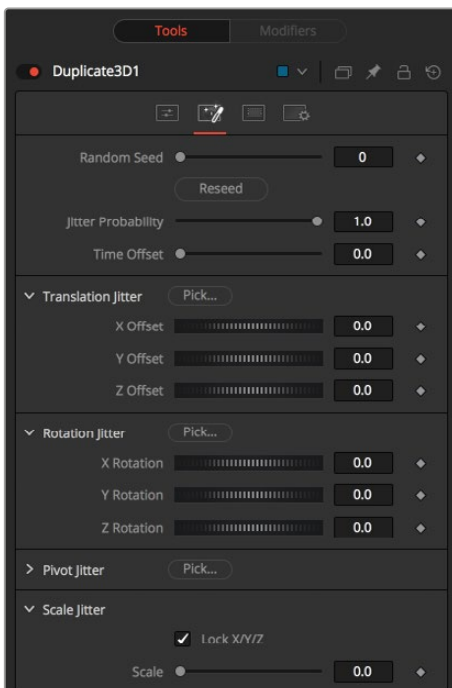 Tools Modifiers
Duplicate3D1
Random Seed 0
Reseed
Jitter Probability 1.0
Time Offset 0.0
Translation Jitter Pick...
X Offset 0.0
Y Offset 0.0
Z Offset 0.0
Rotation Jitter Pick...
X Rotation 0.0
Y Rotation 0.0
Z Rotation 0.0
Pivot Jitter Pick...
Scale Jitter
Lock X/Y/Z
Scale 0.0